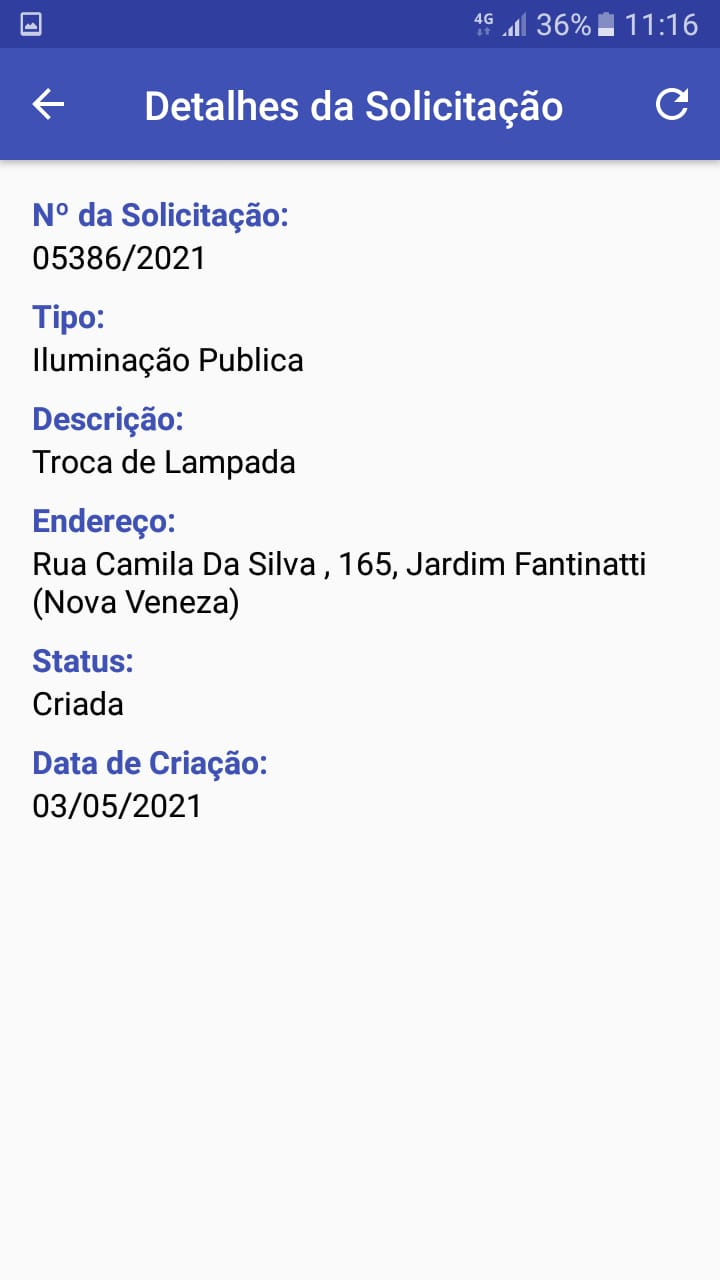 4G 36% 11:16
Detalhes da Solicitação
Nº da Solicitação:
05386/2021
Tipo:
Iluminação Publica
Descrição:
Troca de Lampada
Endereço:
Rua Camila Da Silva , 165, Jardim Fantinatti
(Nova Veneza)
Status:
Criada
Data de Criação:
03/05/2021